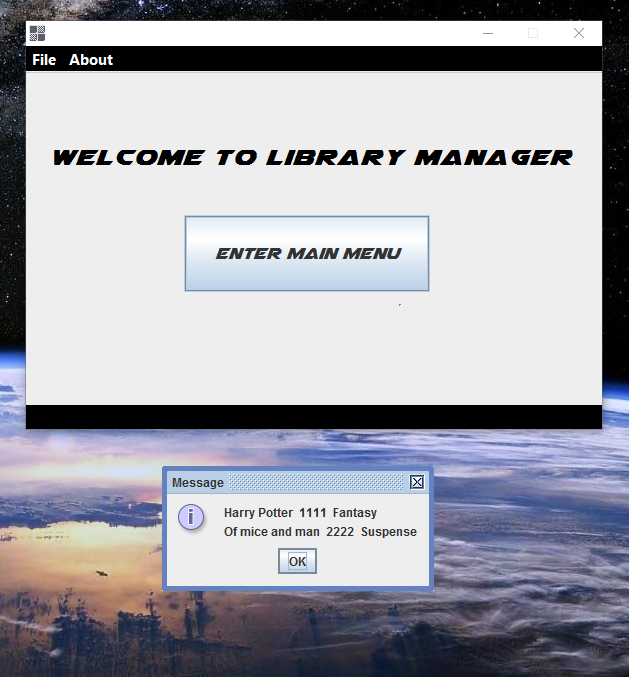 File About
WELCOME TO LIBRARY MANAGER
ENTER MAIN MENU
Message
Harry Potter 1111 Fantasy
Of mice and man 2222 Suspense
OK